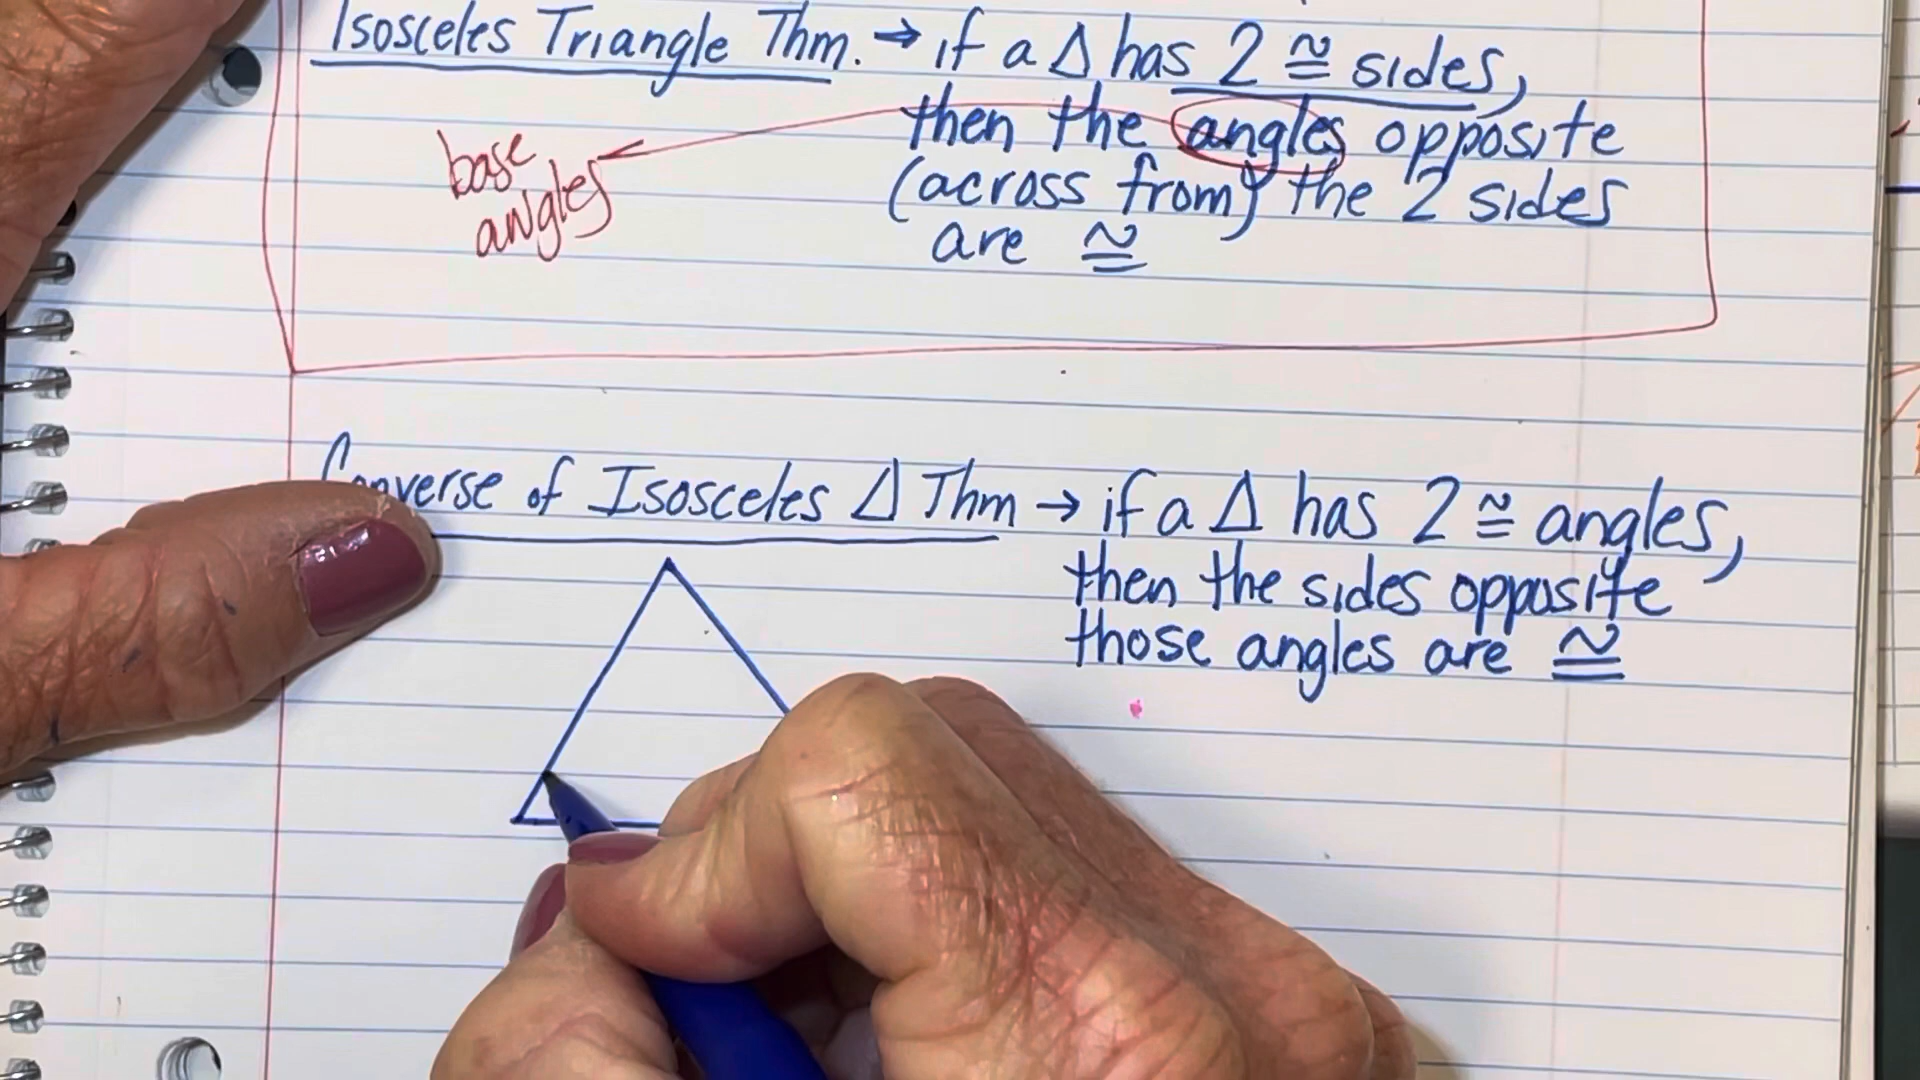 Isosceles Triangle Thm. → if a Δ has 2 ≅ sides,
then the angles opposite
(across from) the 2 sides
are ≅
base
angles
Converse of Isosceles Δ Thm → if a Δ has 2 ≅ angles,
then the sides opposite
those angles are ≅